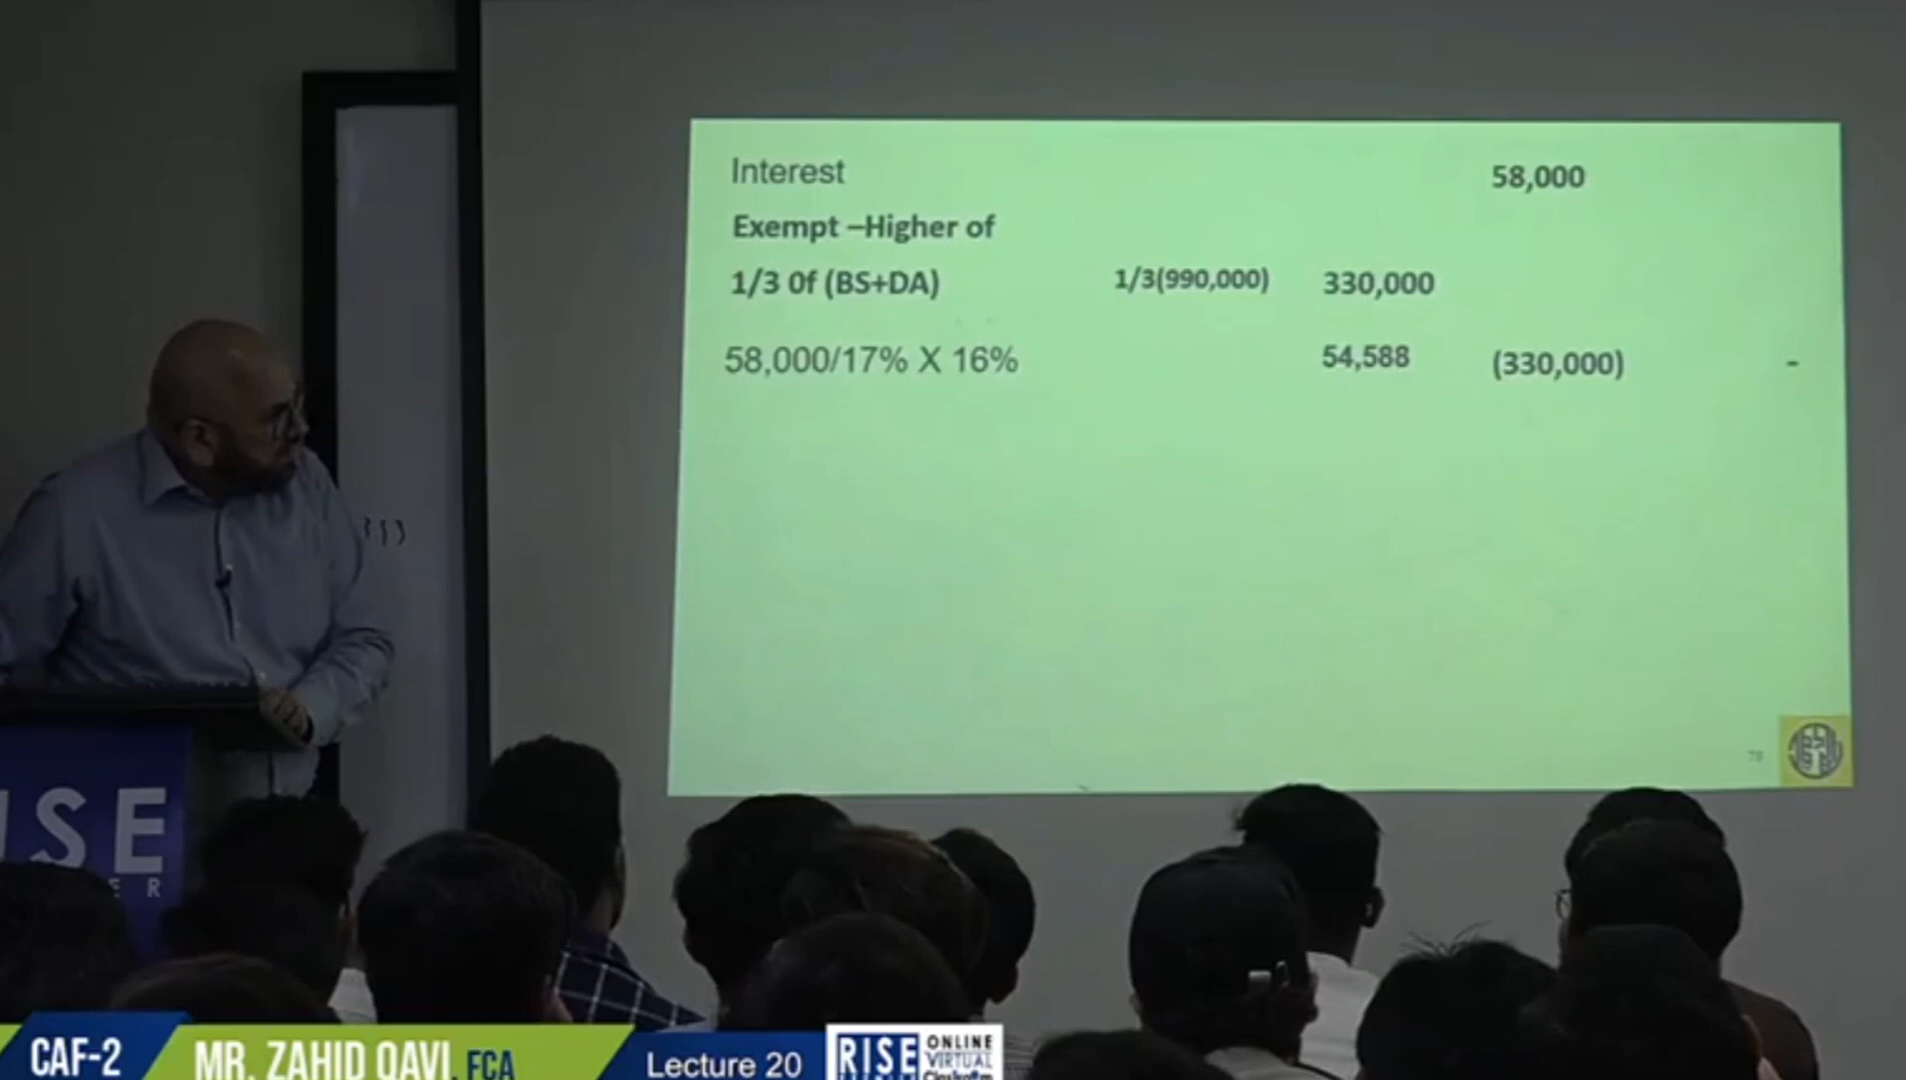 Interest 58,000
Exempt –Higher of
1/3 0f (BS+DA) 1/3(990,000) 330,000
58,000/17% X 16% 54,588 (330,000) -
CAF-2
MR. ZAHID QAVI, FCA
Lecture 20
RISE
ONLINE
VIRTUAL